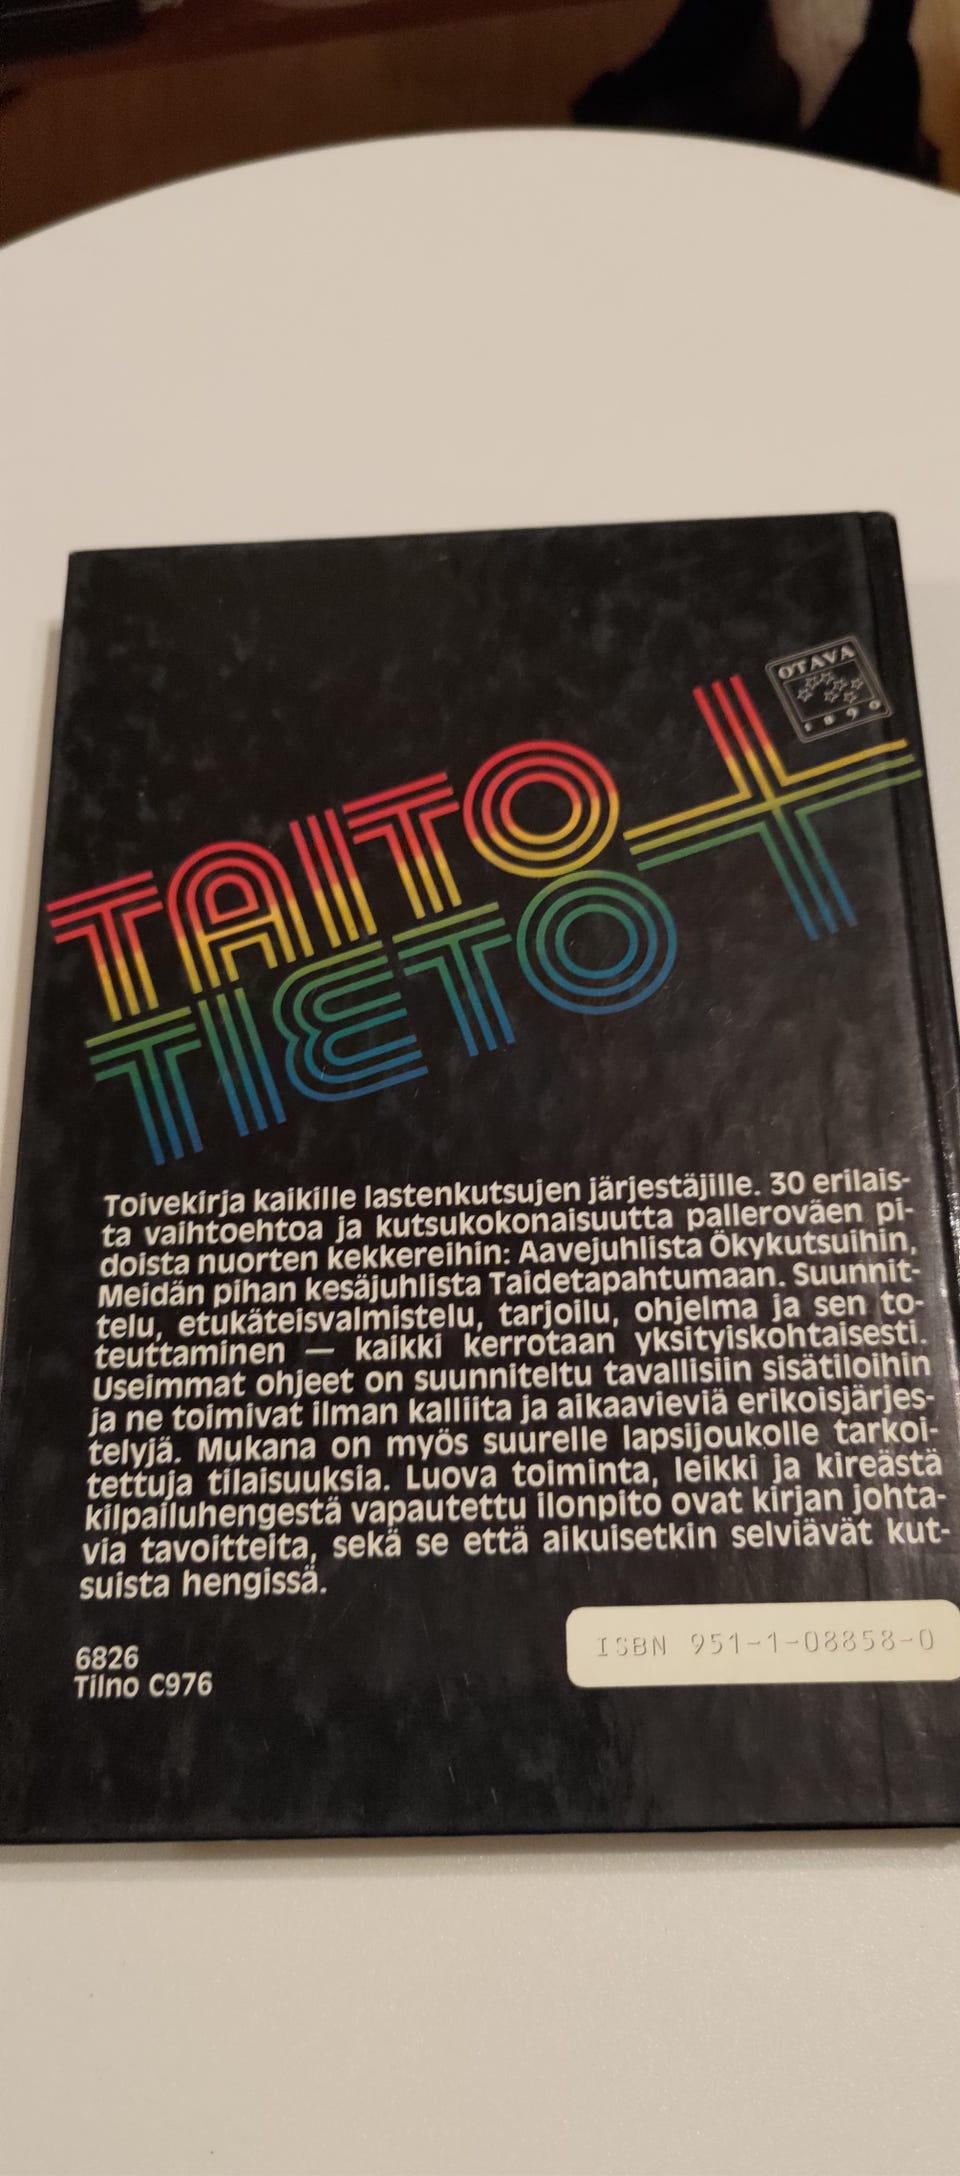 OTAVA
1890
TAITO +
TIETO
Toivekirja kaikille lastenkutsujen järjestäjille. 30 erilais-
ta vaihtoehtoa ja kutsukokonaisuutta palleroväen pi-
doista nuorten kekkereihin: Aavejuhlista Ökykutsuihin,
Meidän pihan kesäjuhlista Taidetapahtumaan. Suunnit-
telu, etukäteisvalmistelu, tarjoilu, ohjelma ja sen to-
teuttaminen — kaikki kerrotaan yksityiskohtaisesti.
Useimmat ohjeet on suunniteltu tavallisiin sisätiloihin
ja ne toimivat ilman kalliita ja aikaavieviä erikoisjärjes-
telyjä. Mukana on myös suurelle lapsijoukolle tarkoi-
tettuja tilaisuuksia. Luova toiminta, leikki ja kireästä
kilpailuhengestä vapautettu ilonpito ovat kirjan johta-
via tavoitteita, sekä se että aikuisetkin selviävät kut-
suista hengissä.
6826
Tilno C976
ISBN 951-1-08858-0